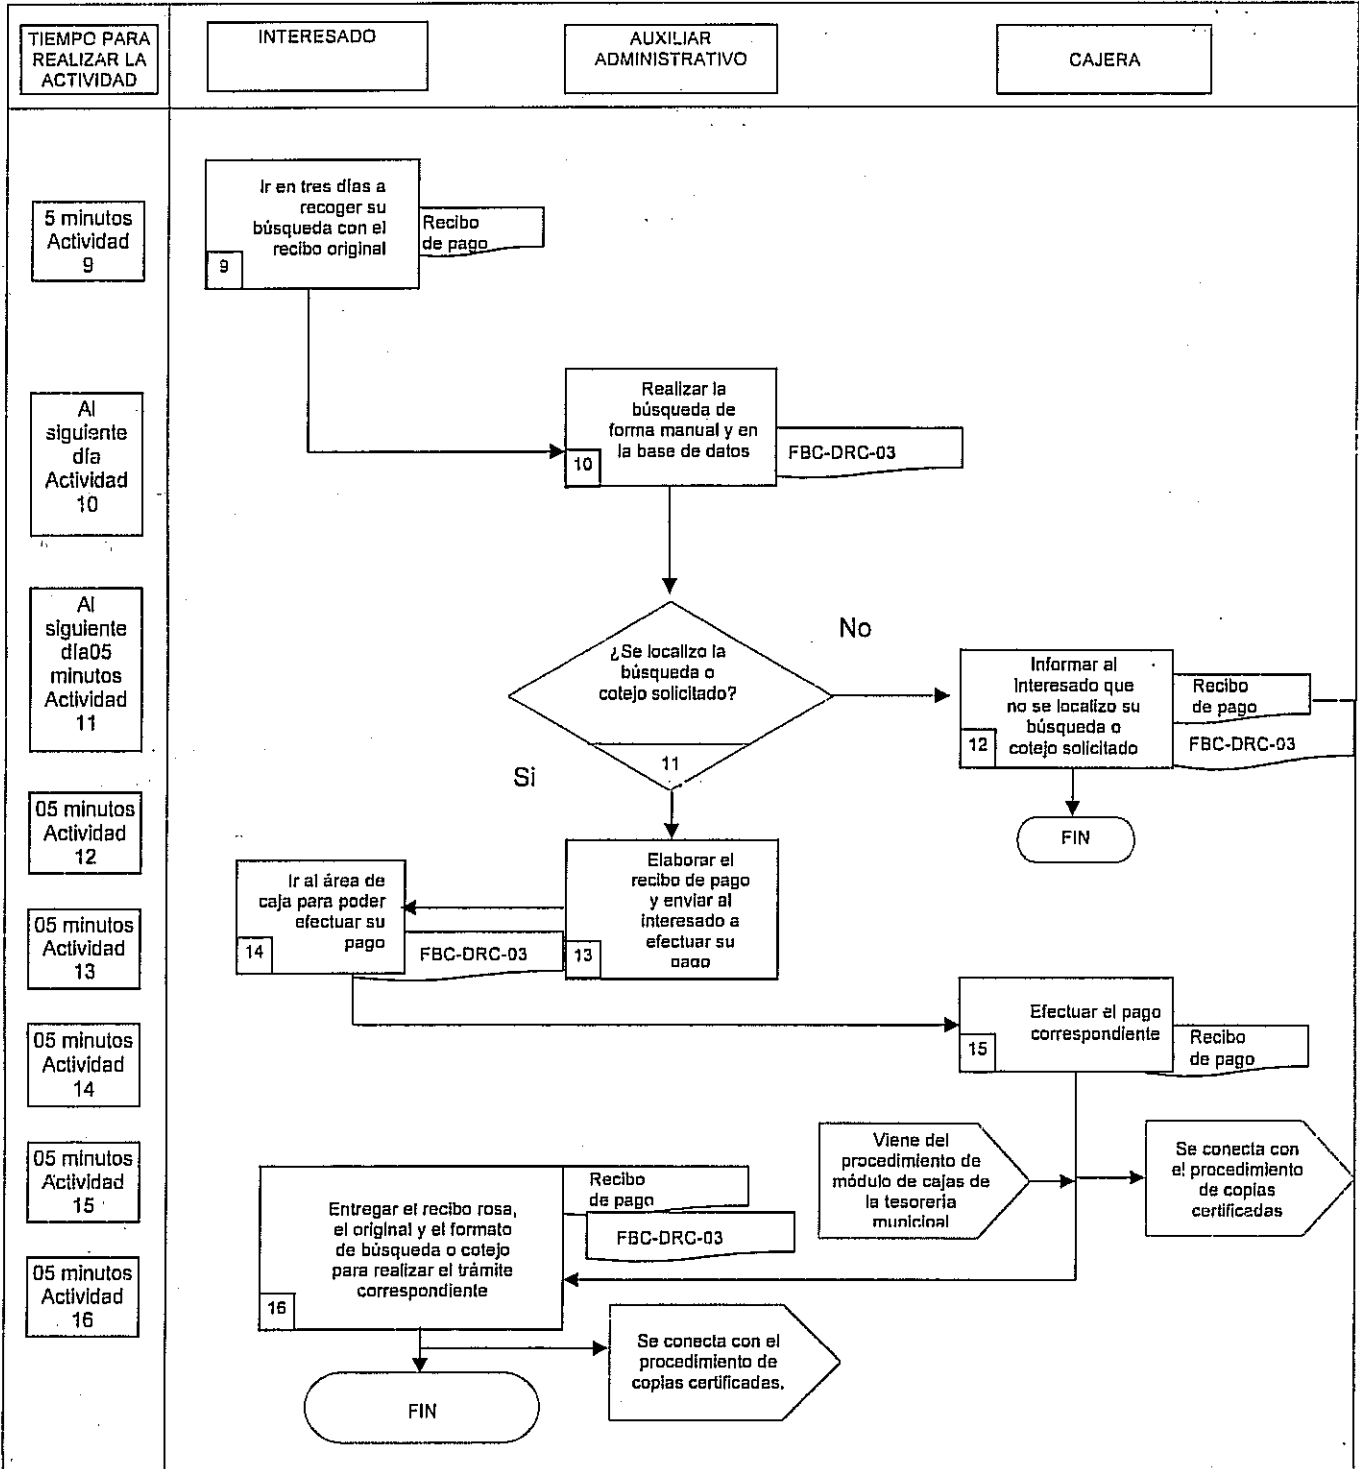 TIEMPO PARA
REALIZAR LA
ACTIVIDAD
INTERESADO
AUXILIAR
ADMINISTRATIVO
CAJERA
5 minutos
Actividad
9
Ir en tres días a
recoger su
búsqueda con el
recibo original
9
Recibo
de pago
Al
siguiente
día
Actividad
10
Realizar la
búsqueda de
forma manual y en
la base de datos
10
FBC-DRC-03
Al
siguiente
día05
minutos
Actividad
11
¿Se localizo la
búsqueda o
cotejo solicitado?
11
No
Si
Informar al
interesado que
no se localizo su
búsqueda o
cotejo solicitado
12
Recibo
de pago
FBC-DRC-03
FIN
05 minutos
Actividad
12
Elaborar el
recibo de pago
y enviar al
interesado a
efectuar su
pago
13
Ir al área de
caja para poder
efectuar su
pago
14
FBC-DRC-03
05 minutos
Actividad
13
Efectuar el pago
correspondiente
15
Recibo
de pago
05 minutos
Actividad
14
Viene del
procedimiento de
módulo de cajas de
la tesoreria
municipal
Se conecta con
el procedimiento
de copias
certificadas
05 minutos
Actividad
15
Entregar el recibo rosa,
el original y el formato
de búsqueda o cotejo
para realizar el trámite
correspondiente
16
Recibo
de pago
FBC-DRC-03
05 minutos
Actividad
16
Se conecta con el
procedimiento de
copias certificadas.
FIN